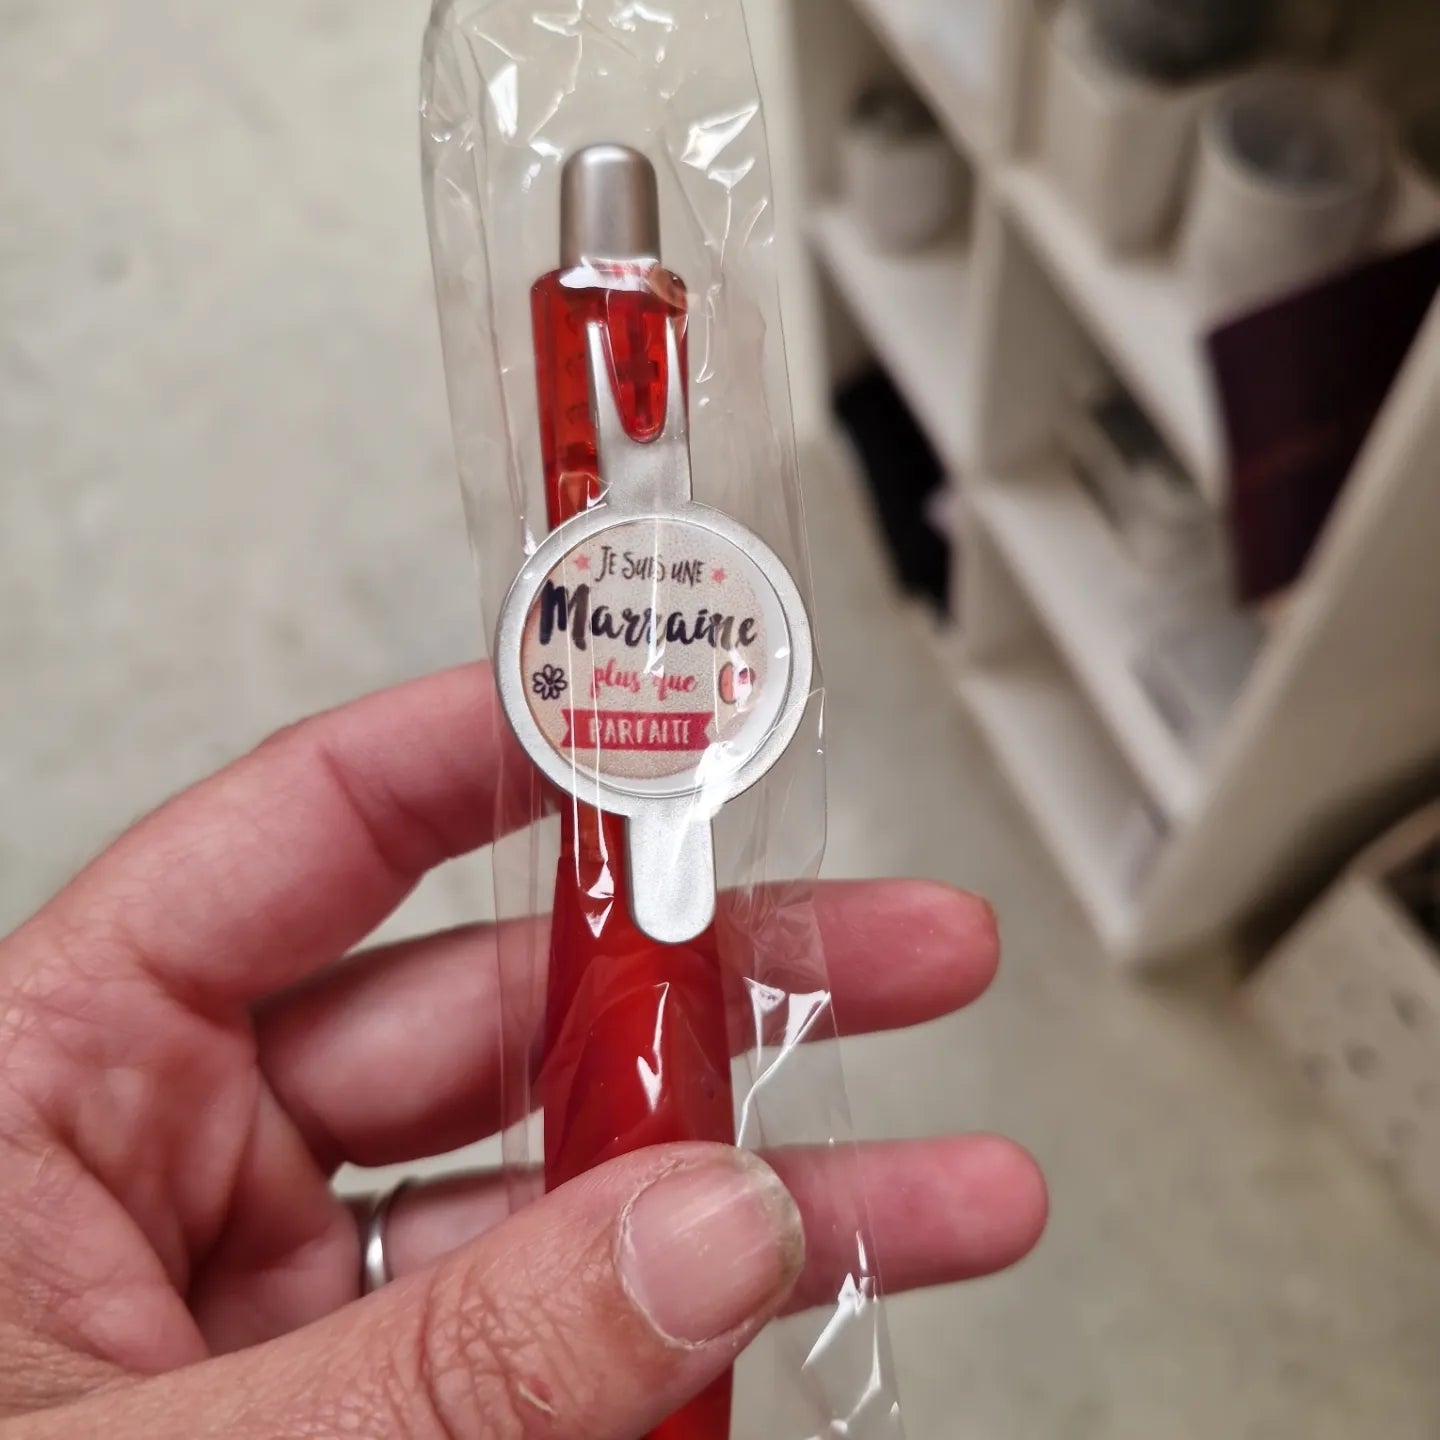 JE SUIS UNE
Marraine
plus que
PARFAITE